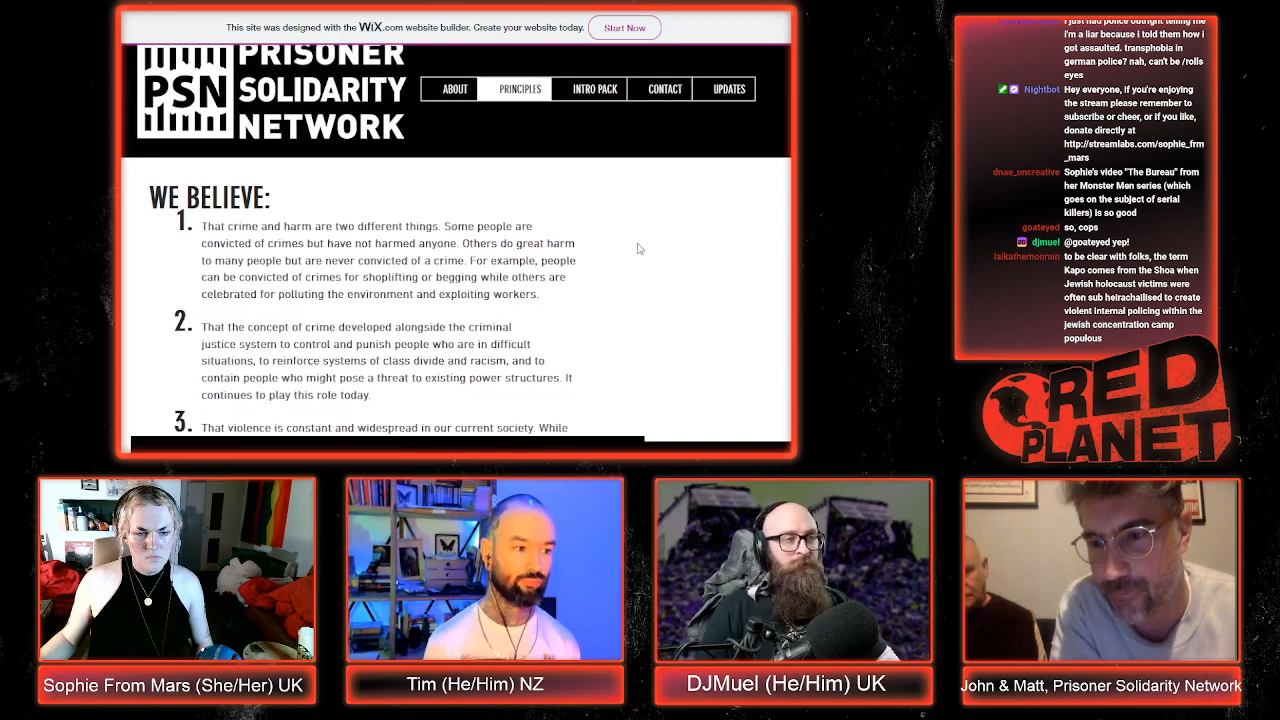 This site was designed with the WiX.com website builder. Create your website today. Start Now
PRISONER
PSN SOLIDARITY
NETWORK
ABOUT PRINCIPLES INTRO PACK CONTACT UPDATES
WE BELIEVE:
1. That crime and harm are two different things. Some people are
convicted of crimes but have not harmed anyone. Others do great harm
to many people but are never convicted of a crime. For example, people
can be convicted of crimes for shoplifting or begging while others are
celebrated for polluting the environment and exploiting workers.
2. That the concept of crime developed alongside the criminal
justice system to control and punish people who are in difficult
situations, to reinforce systems of class divide and racism, and to
contain people who might pose a threat to existing power structures. It
continues to play this role today.
3. That violence is constant and widespread in our current society. While
I just had police outright telling me
i'm a liar because i told them how i
got assaulted. transphobia in
german police? nah, can't be /rolls
eyes
Nightbot Hey everyone, if you're enjoying
the stream please remember to
subscribe or cheer, or if you like,
donate directly at
http://streamlabs.com/sophie_frm
_mars
dnae_uncreative Sophie's video "The Bureau" from
her Monster Men series (which
goes on the subject of serial
killers) is so good
goateyed so, cops
djmuel @goateyed yep!
laikathemoomin to be clear with folks, the term
Kapo comes from the Shoa when
Jewish holocaust victims were
often sub heirachailised to create
violent internal policing within the
jewish concentration camp
populous
RED
PLANET
Sophie From Mars (She/Her) UK
Tim (He/Him) NZ
DJMuel (He/Him) UK
John & Matt, Prisoner Solidarity Network